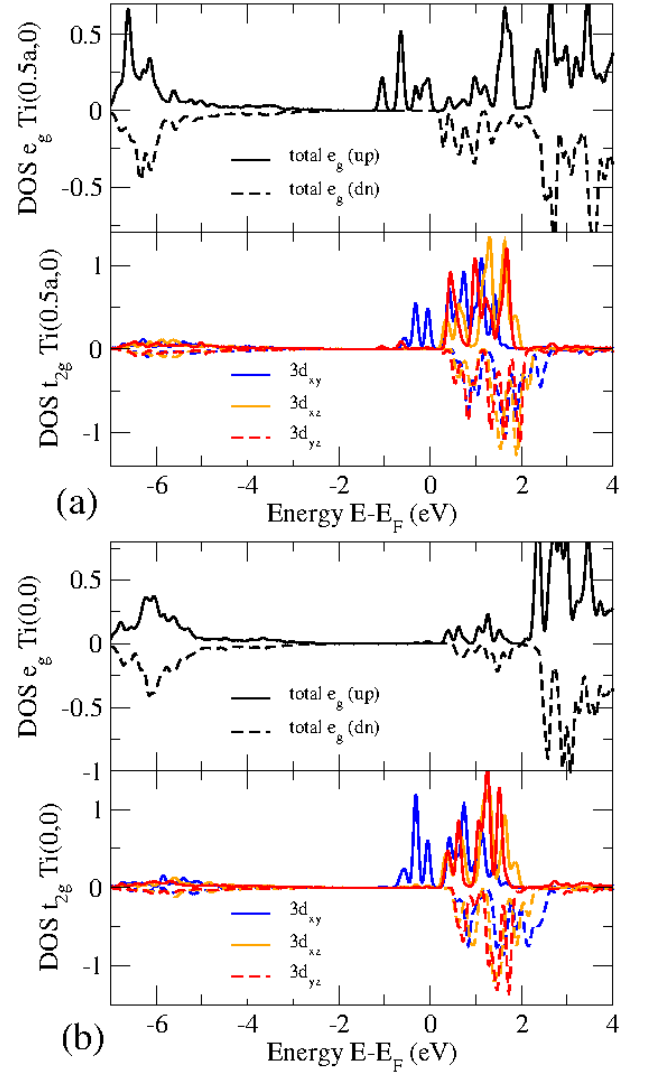 DOS e_g Ti(0.5a,0)
0.5
0
-0.5
total e_g (up)
total e_g (dn)
DOS t_2g Ti(0.5a,0)
1
0
-1
3d_xy
3d_xz
3d_yz
-6 -4 -2 0 2 4
Energy E-E_F (eV)
(a)
DOS e_g Ti(0,0)
0.5
0
-0.5
-1
total e_g (up)
total e_g (dn)
DOS t_2g Ti(0,0)
1
0
-1
3d_xy
3d_xz
3d_yz
-6 -4 -2 0 2 4
Energy E-E_F (eV)
(b)